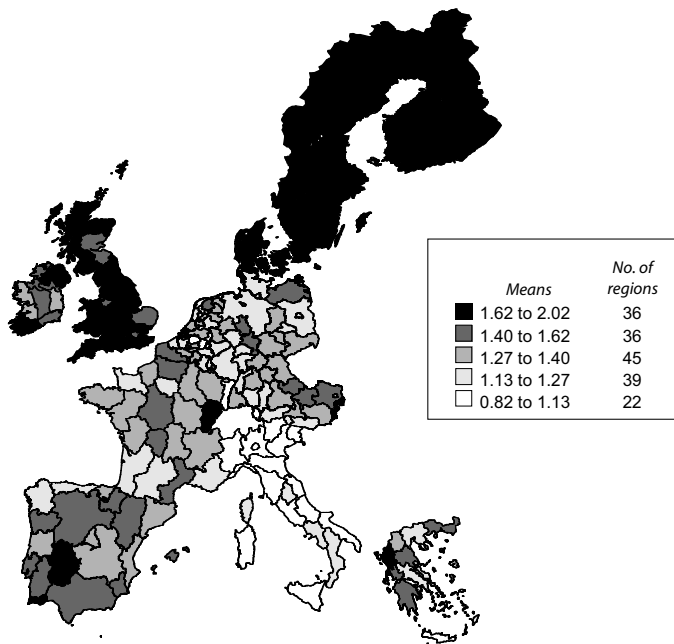 No. of
Means regions
1.62 to 2.02 36
1.40 to 1.62 36
1.27 to 1.40 45
1.13 to 1.27 39
0.82 to 1.13 22